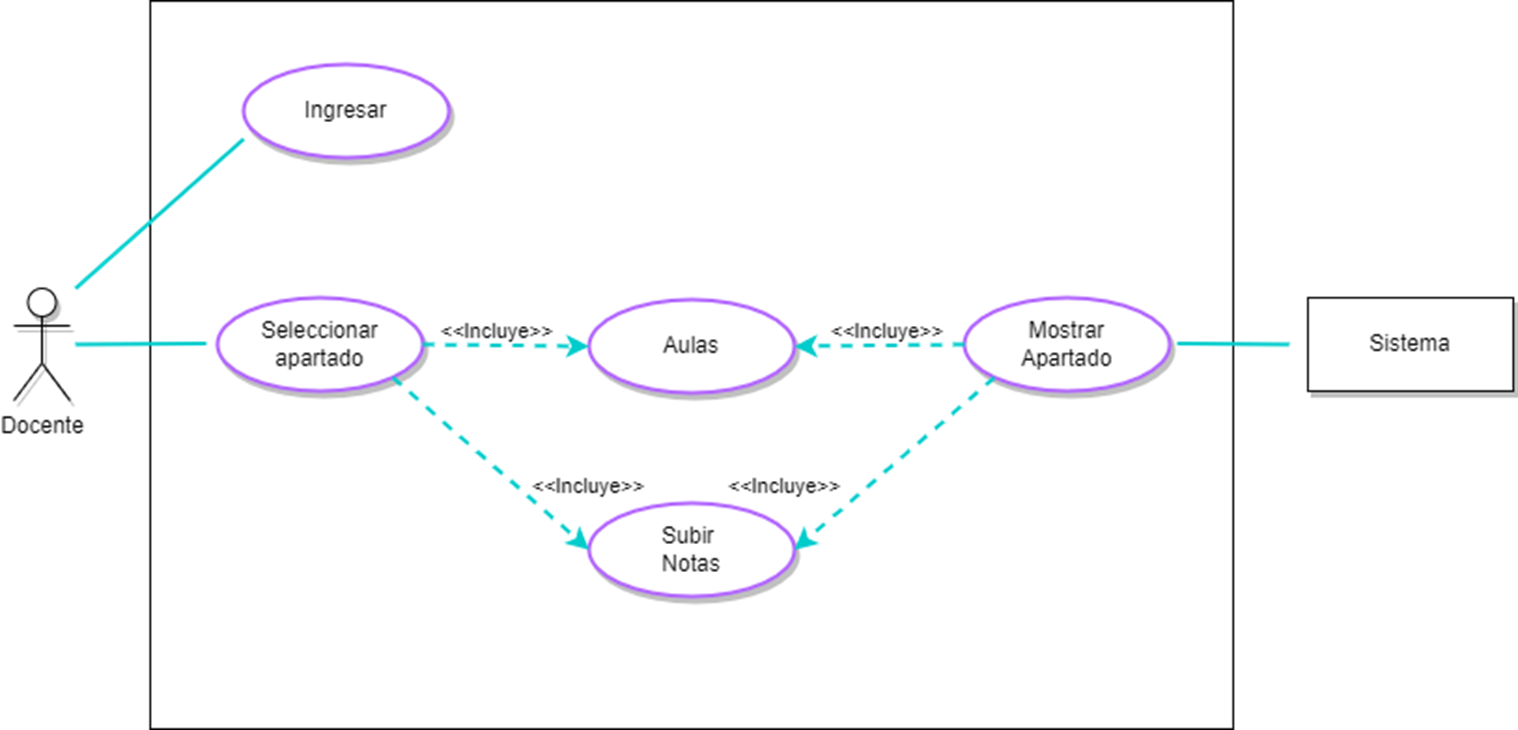 Ingresar
Seleccionar
apartado
<<Incluye>>
Aulas
<<Incluye>>
Mostrar
Apartado
Sistema
Docente
<<Incluye>>
<<Incluye>>
Subir
Notas